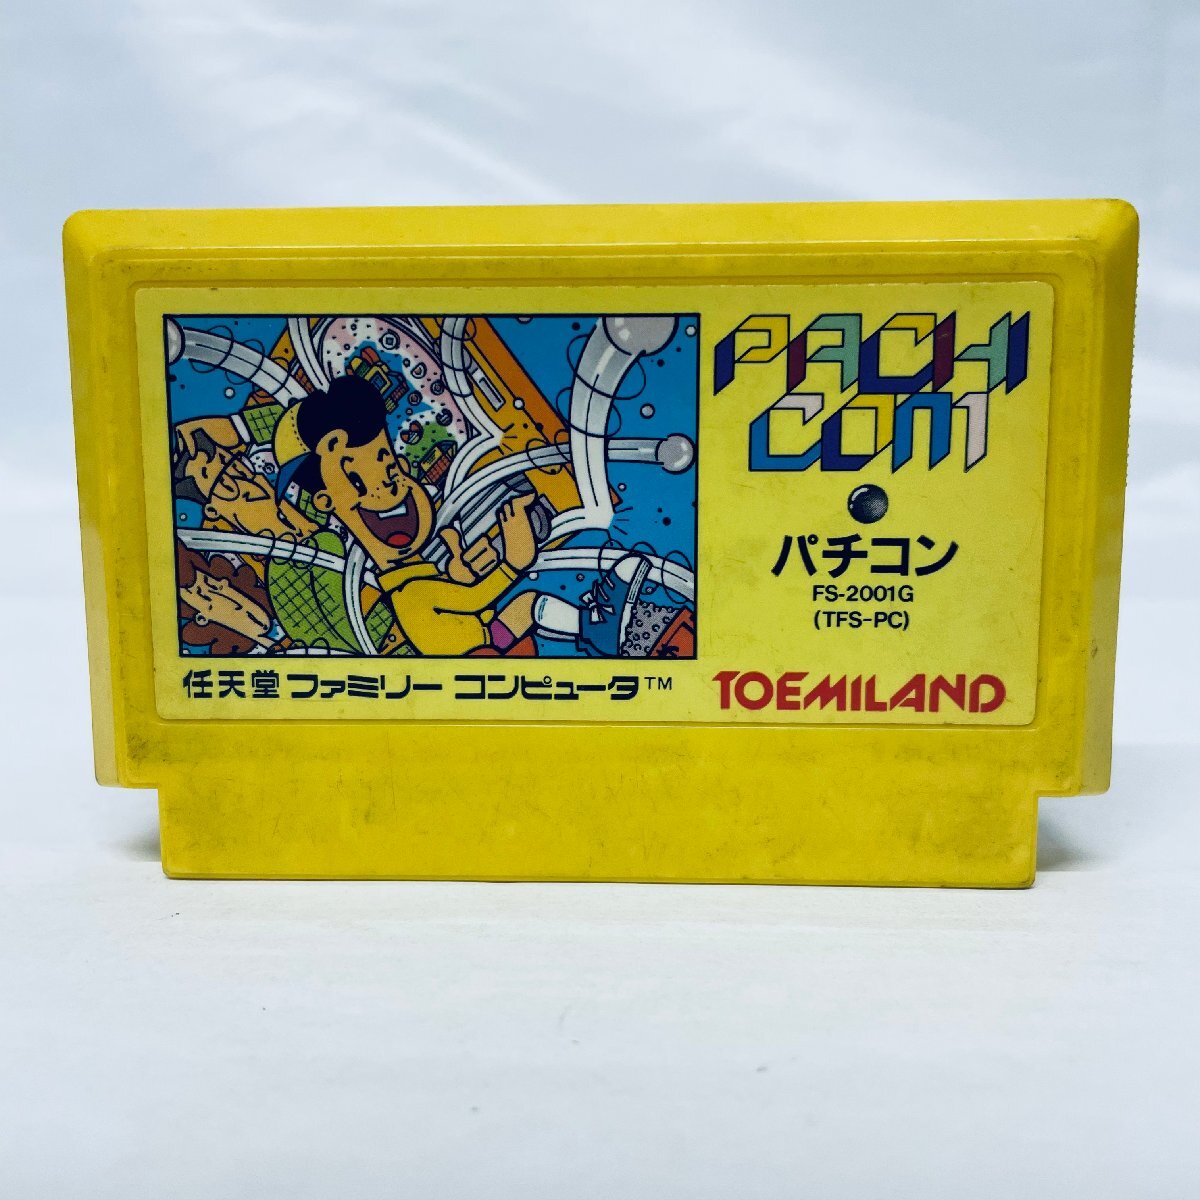 PACHI
COM
パチコン
FS-2001G
(TFS-PC)
任天堂 ファミリー コンピュータ™
TOEMILAND